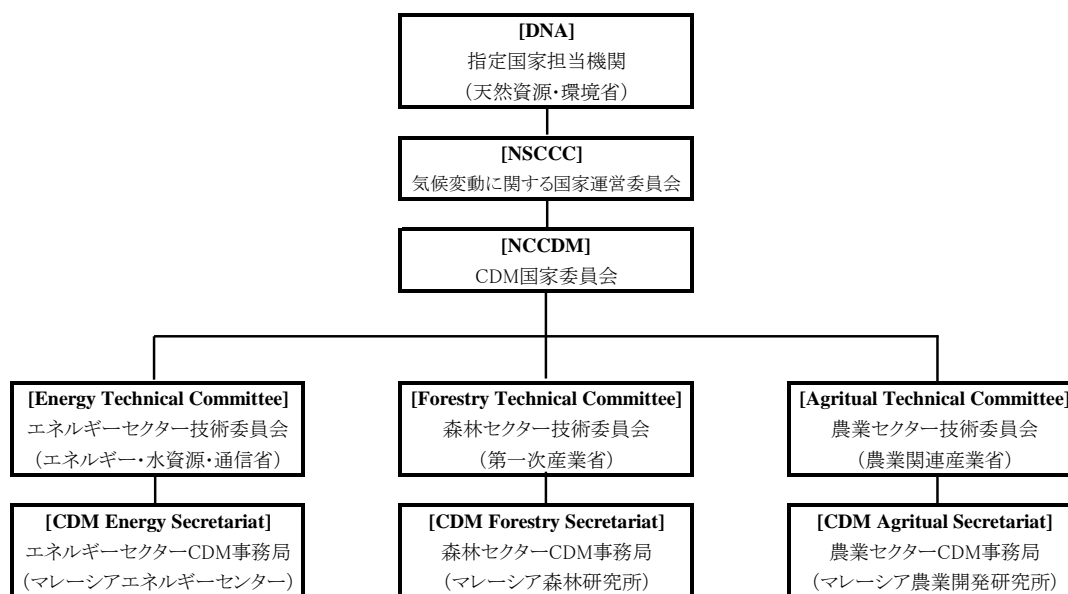 [DNA]
指定国家担当機関
（天然資源・環境省）
[NSCCC]
気候変動に関する国家運営委員会
[NCCDM]
CDM国家委員会
[Energy Technical Committee]
エネルギーセクター技術委員会
（エネルギー・水資源・通信省）
[Forestry Technical Committee]
森林セクター技術委員会
（第一次産業省）
[Agritual Technical Committee]
農業セクター技術委員会
（農業関連産業省）
[CDM Energy Secretariat]
エネルギーセクターCDM事務局
（マレーシアエネルギーセンター）
[CDM Forestry Secretariat]
森林セクターCDM事務局
（マレーシア森林研究所）
[CDM Agritual Secretariat]
農業セクターCDM事務局
（マレーシア農業開発研究所）